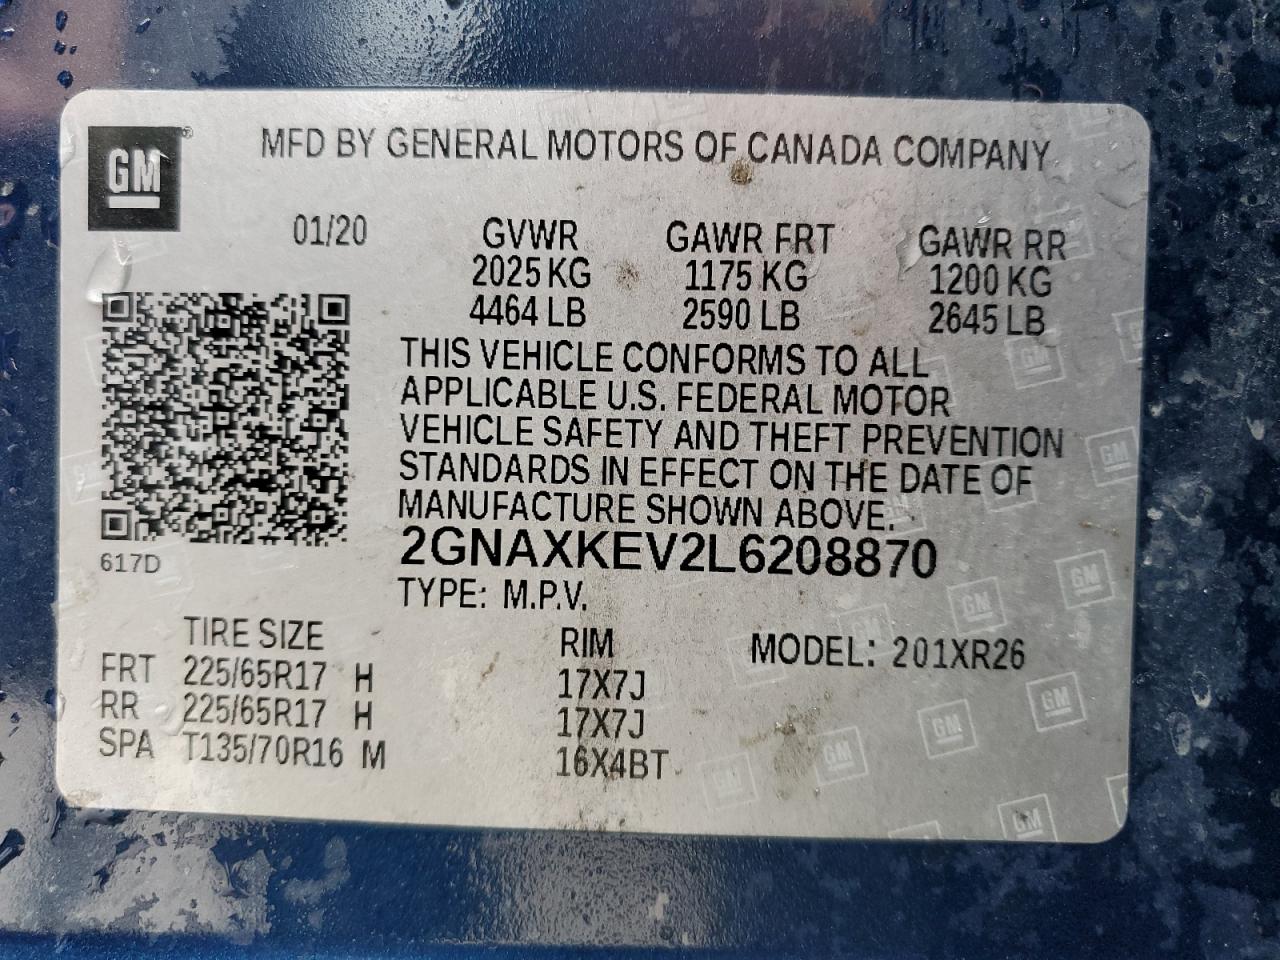 GM
MFD BY GENERAL MOTORS OF CANADA COMPANY
01/20 GVWR GAWR FRT GAWR RR
2025 KG 1175 KG 1200 KG
4464 LB 2590 LB 2645 LB
THIS VEHICLE CONFORMS TO ALL
APPLICABLE U.S. FEDERAL MOTOR
VEHICLE SAFETY AND THEFT PREVENTION
STANDARDS IN EFFECT ON THE DATE OF
MANUFACTURE SHOWN ABOVE.
2GNAXKEV2L6208870
617D
TYPE: M.P.V.
TIRE SIZE RIM MODEL: 201XR26
FRT 225/65R17 H 17X7J
RR 225/65R17 H 17X7J
SPA T135/70R16 M 16X4BT